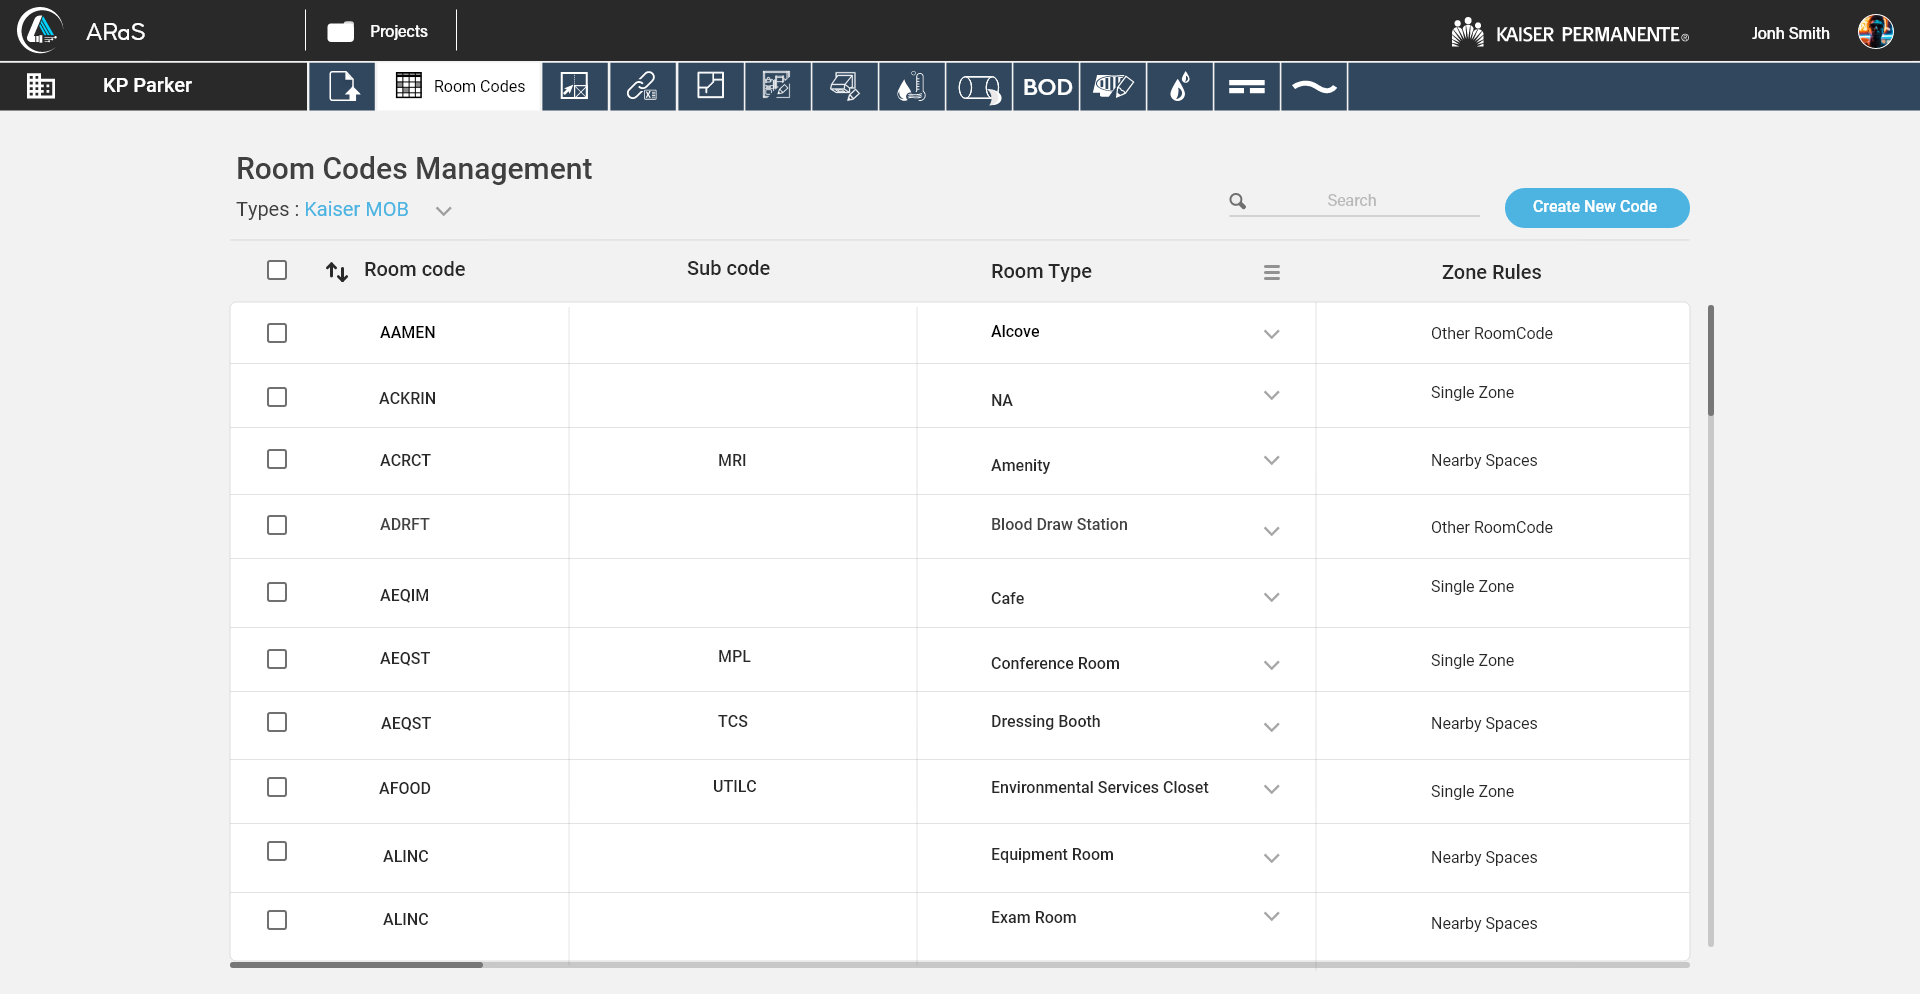 ARaS
Projects
KAISER PERMANENTE®
Jonh Smith
KP Parker
Room Codes
BOD
Room Codes Management
Types : Kaiser MOB
Search
Create New Code
Room code Sub code Room Type Zone Rules
AAMEN Alcove Other RoomCode
ACKRIN NA Single Zone
ACRCT MRI Amenity Nearby Spaces
ADRFT Blood Draw Station Other RoomCode
AEQIM Cafe Single Zone
AEQST MPL Conference Room Single Zone
AEQST TCS Dressing Booth Nearby Spaces
AFOOD UTILC Environmental Services Closet Single Zone
ALINC Equipment Room Nearby Spaces
ALINC Exam Room Nearby Spaces